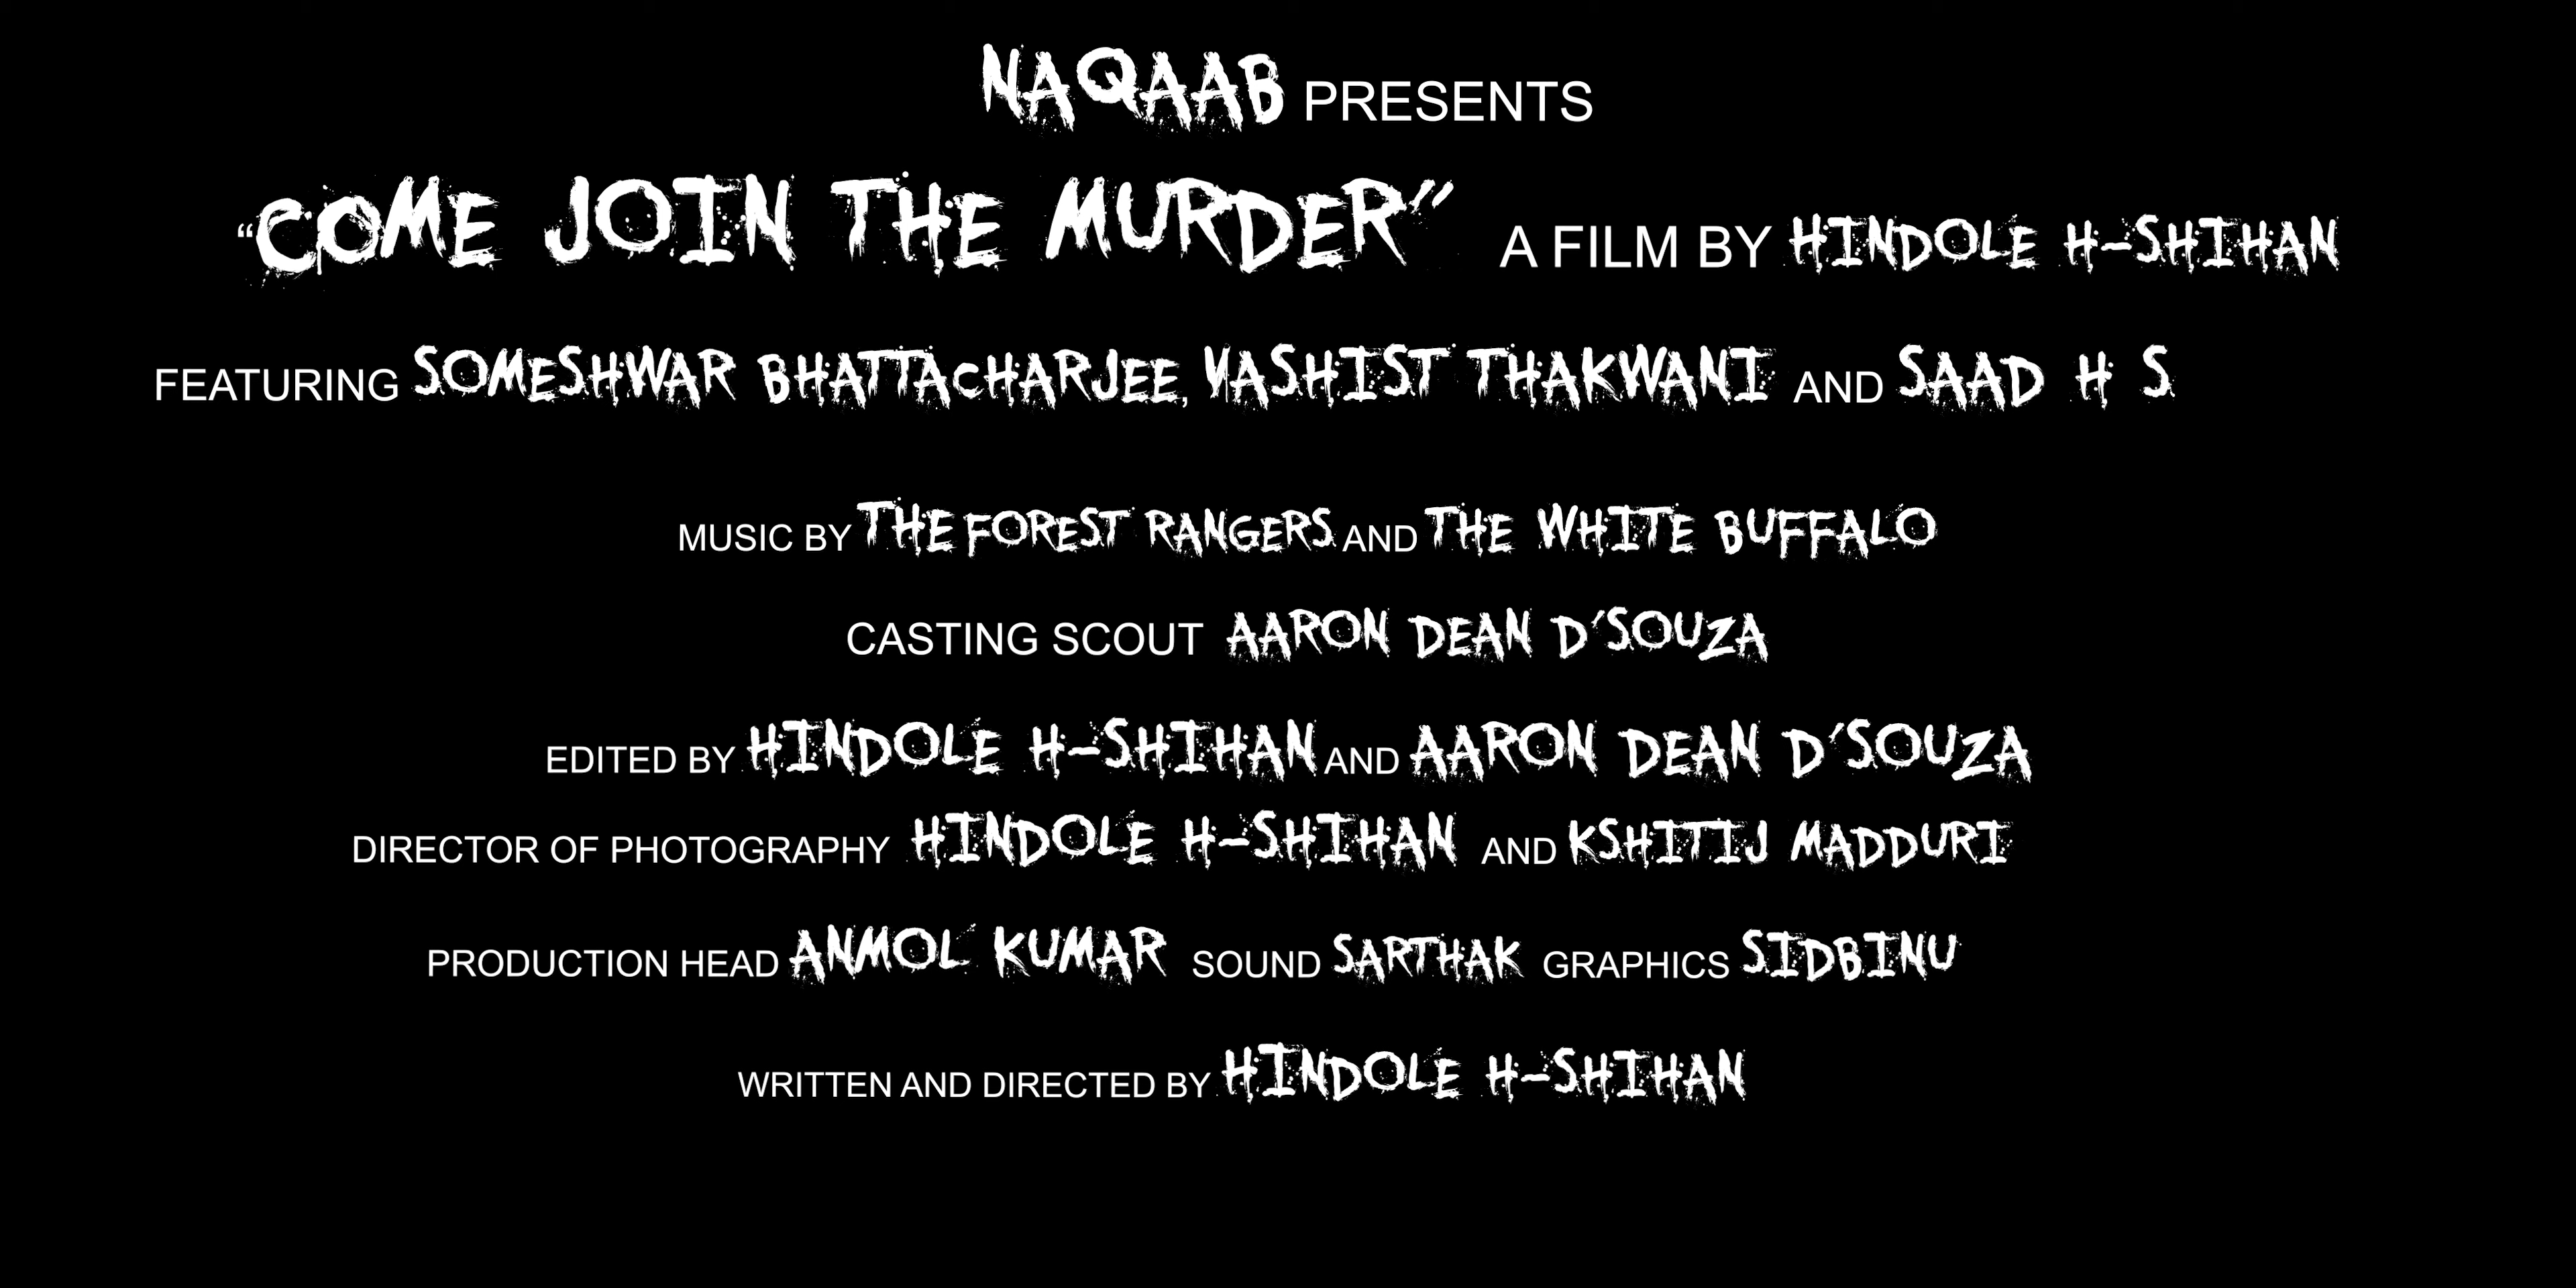 NAQAAB PRESENTS
“COME JOIN THE MURDER” A FILM BY HINDOLE H-SHIHAN
FEATURING SOMESHWAR BHATTACHARJEE, YASHIST THAKWANI AND SAAD H S
MUSIC BY THE FOREST RANGERS AND THE WHITE BUFFALO
CASTING SCOUT AARON DEAN D'SOUZA
EDITED BY HINDOLE H-SHIHAN AND AARON DEAN D'SOUZA
DIRECTOR OF PHOTOGRAPHY HINDOLE H-SHIHAN AND KSHITIJ MADDURI
PRODUCTION HEAD ANMOL KUMAR SOUND SARTHAK GRAPHICS SIDBINU
WRITTEN AND DIRECTED BY HINDOLE H-SHIHAN